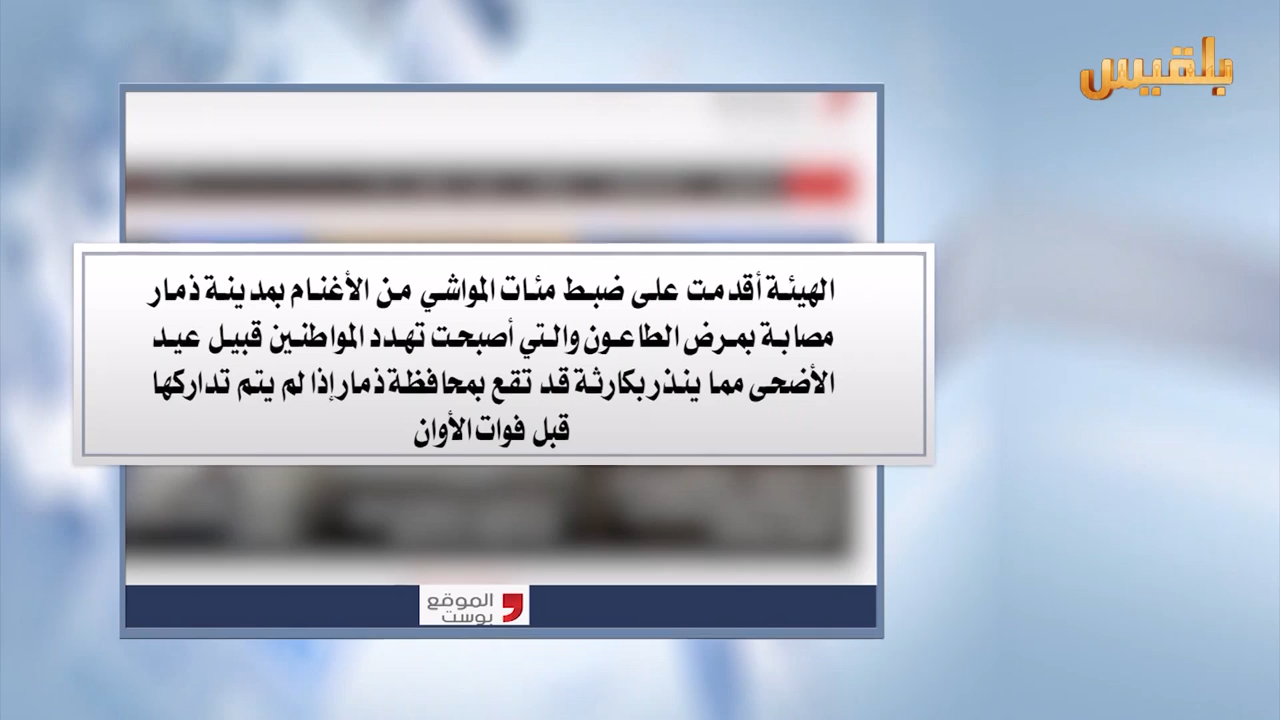 بلقيس
الهيئة أقدمت على ضبط مئات المواشي من الأغنام بمدينة ذمار
مصابة بمرض الطاعون والتي أصبحت تهدد المواطنين قبيل عيد
الأضحى مما ينذر بكارثة قد تقع بمحافظة ذمار إذا لم يتم تداركها
قبل فوات الأوان
الموقع
بوست